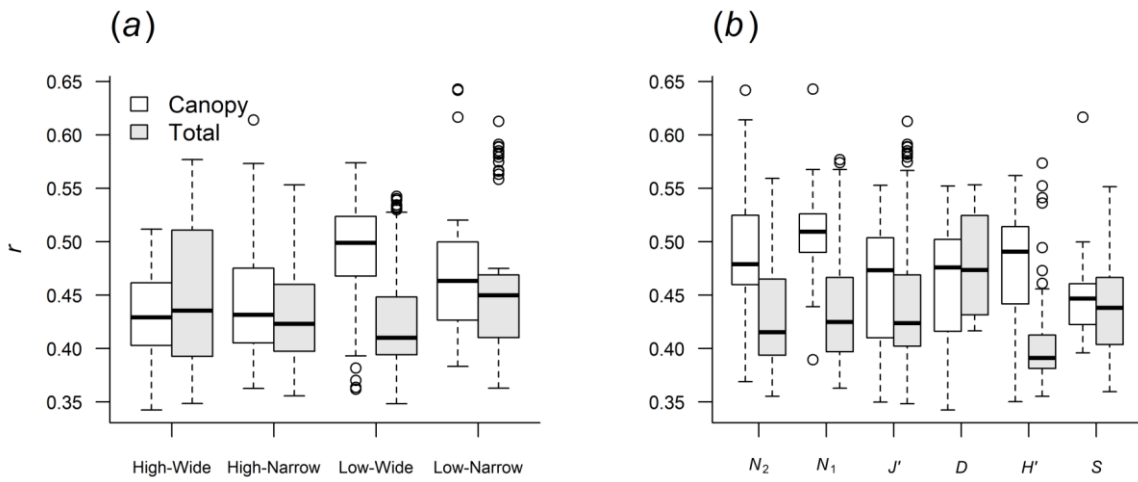 (a)
0.65
0.60
0.55
0.50
0.45
0.40
0.35
r
Canopy
Total
High-Wide High-Narrow Low-Wide Low-Narrow
(b)
0.65
0.60
0.55
0.50
0.45
0.40
0.35
N₂ N₁ J' D H' S